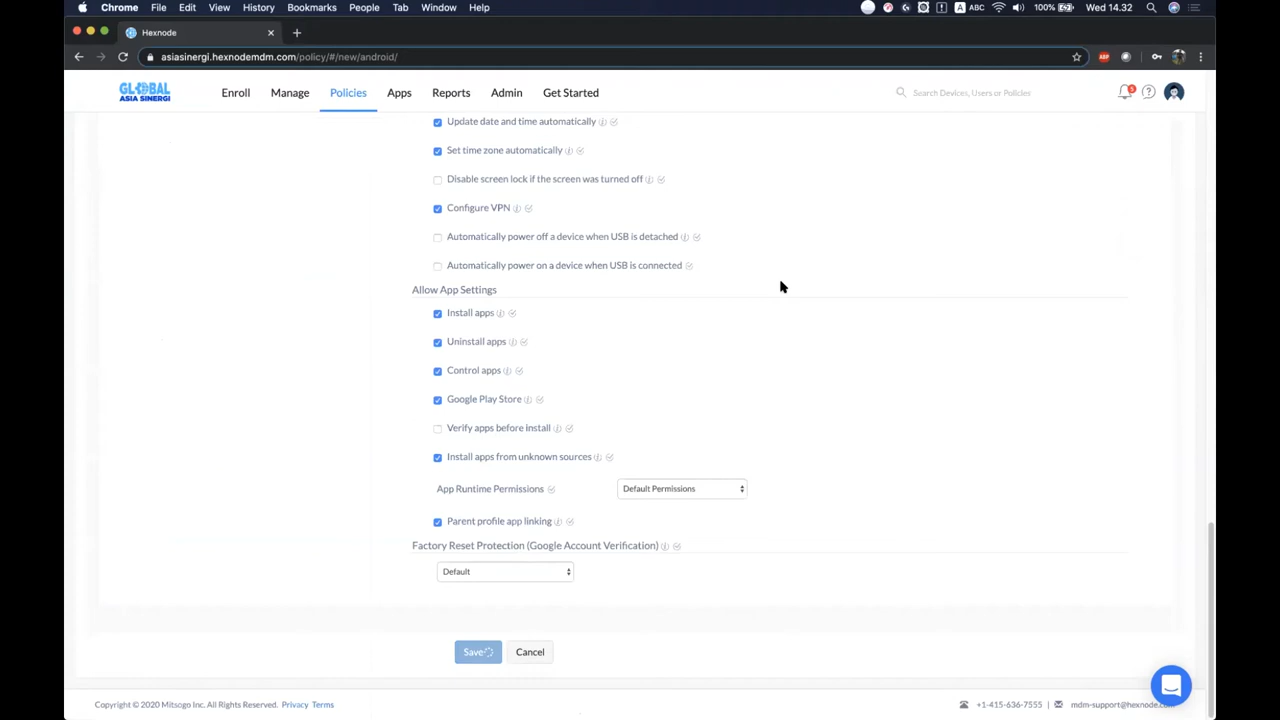 Chrome File Edit View History Bookmarks People Tab Window Help A ABC 100% Wed 14.32
Hexnode
asiasinergi.hexnodemdm.com/policy/#/new/android/
GLOBAL
ASIA SINERGI
Enroll Manage Policies Apps Reports Admin Get Started Search Devices, Users or Policies
Update date and time automatically
Set time zone automatically
Disable screen lock if the screen was turned off
Configure VPN
Automatically power off a device when USB is detached
Automatically power on a device when USB is connected
Allow App Settings
Install apps
Uninstall apps
Control apps
Google Play Store
Verify apps before install
Install apps from unknown sources
App Runtime Permissions Default Permissions
Parent profile app linking
Factory Reset Protection (Google Account Verification)
Default
Save Cancel
Copyright © 2020 Mitsogo Inc. All Rights Reserved. Privacy Terms +1-415-636-7555 mdm-support@hexnode.